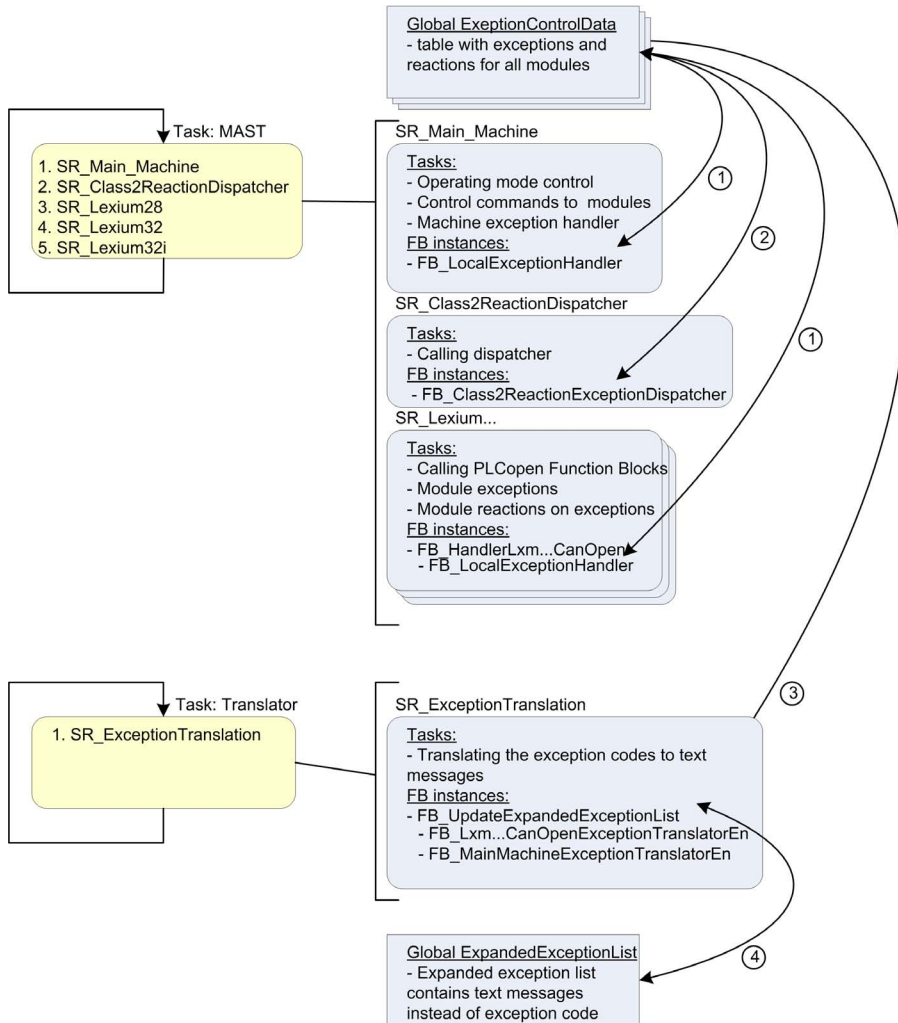 Global ExeptionControlData
- table with exceptions and
reactions for all modules
Task: MAST
1. SR_Main_Machine
2. SR_Class2ReactionDispatcher
3. SR_Lexium28
4. SR_Lexium32
5. SR_Lexium32i
SR_Main_Machine
Tasks:
- Operating mode control
- Control commands to modules
- Machine exception handler
FB instances:
- FB_LocalExceptionHandler
1
2
SR_Class2ReactionDispatcher
Tasks:
- Calling dispatcher
FB instances:
- FB_Class2ReactionExceptionDispatcher
1
SR_Lexium...
Tasks:
- Calling PLCopen Function Blocks
- Module exceptions
- Module reactions on exceptions
FB instances:
- FB_HandlerLxm...CanOpen
- FB_LocalExceptionHandler
3
Task: Translator
1. SR_ExceptionTranslation
SR_ExceptionTranslation
Tasks:
- Translating the exception codes to text
messages
FB instances:
- FB_UpdateExpandedExceptionList
- FB_Lxm...CanOpenExceptionTranslatorEn
- FB_MainMachineExceptionTranslatorEn
4
Global ExpandedExceptionList
- Expanded exception list
contains text messages
instead of exception code